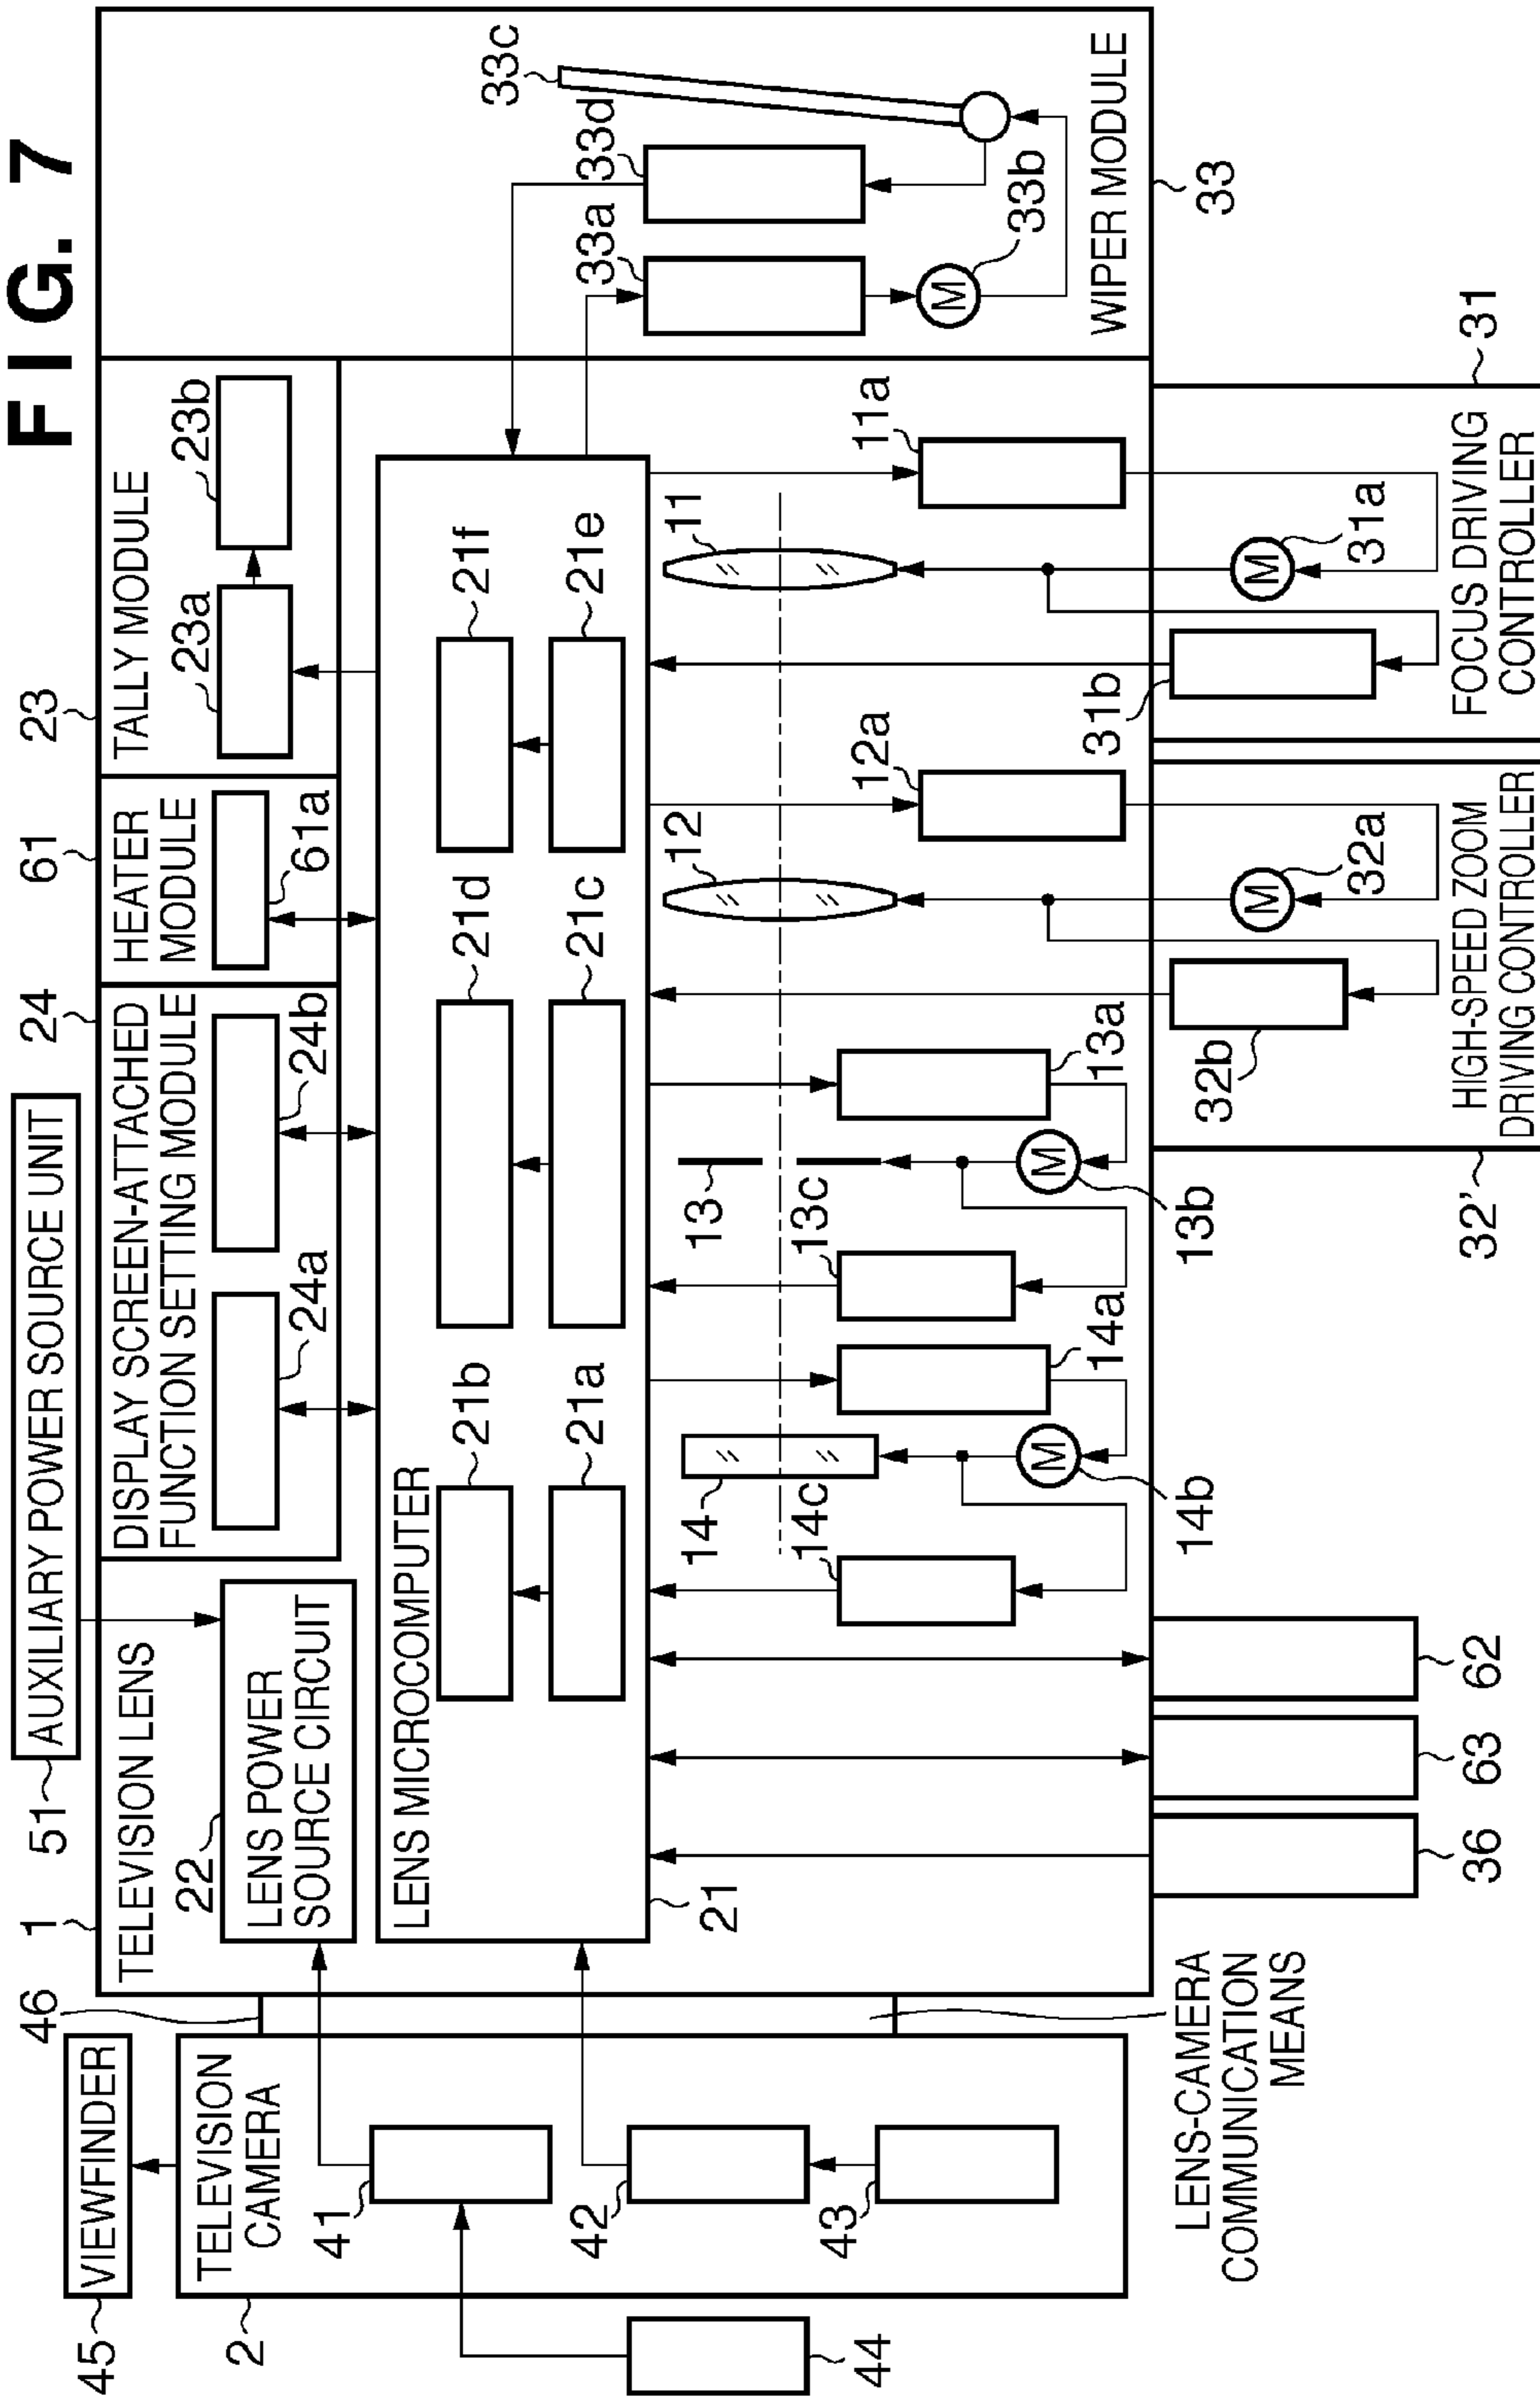 FIG. 7
51
AUXILIARY POWER SOURCE UNIT
45
VIEWFINDER
46
1
24
61
23
TELEVISION LENS
22
LENS POWER
SOURCE CIRCUIT
DISPLAY SCREEN-ATTACHED
FUNCTION SETTING MODULE
24a
24b
HEATER
MODULE
61a
TALLY MODULE
23a
23b
2
TELEVISION
CAMERA
41
42
43
44
LENS MICROCOMPUTER
21b
21d
21f
21a
21c
21e
21
33a
33d
33c
33b
M
WIPER MODULE
33
14
14c
14a
M
14b
13
13c
13a
M
13b
12
12a
11
11a
LENS-CAMERA
COMMUNICATION
MEANS
36
63
62
32b
M
32a
HIGH-SPEED ZOOM
DRIVING CONTROLLER
32'
31b
M
31a
FOCUS DRIVING
CONTROLLER
31